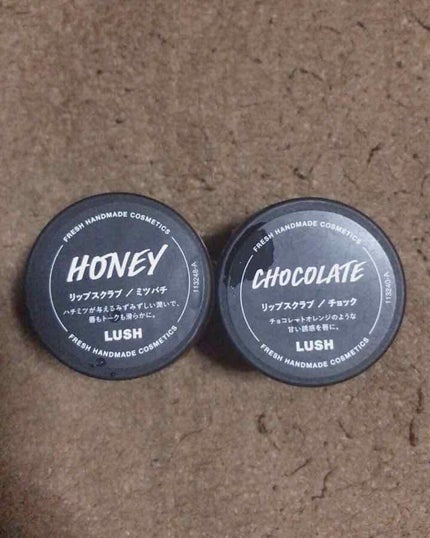 FRESH HANDMADE COSMETICS
HONEY
リップスクラブ / ミツバチ
ハチミツが与えるみずみずしい潤いで、
唇もトークも滑らかに。
LUSH
FRESH HANDMADE COSMETICS
113248-A
FRESH HANDMADE COSMETICS
CHOCOLATE
リップスクラブ / チョック
チョコレートオレンジのような
甘い誘惑を唇に。
LUSH
FRESH HANDMADE COSMETICS
113240-A